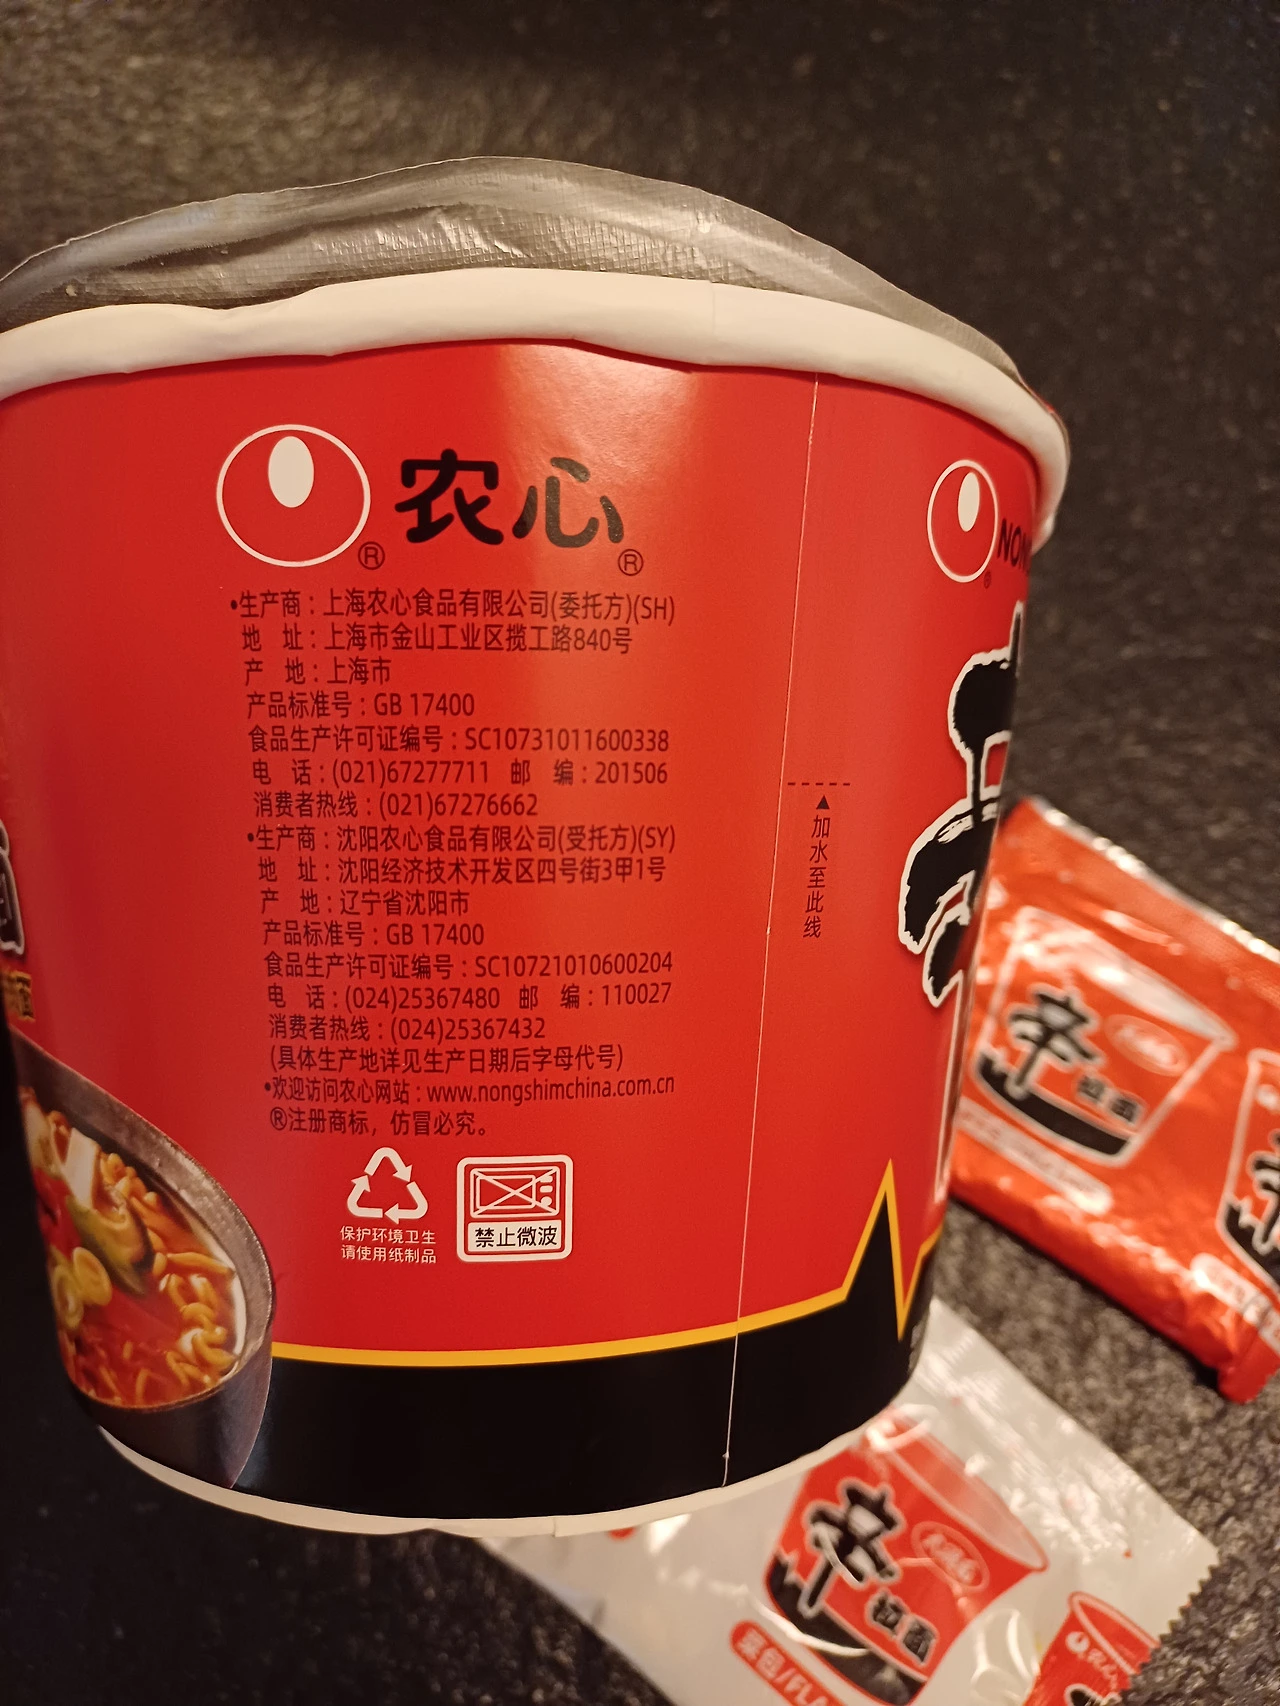 农心
®
®
•生产商：上海农心食品有限公司(委托方)(SH)
地 址：上海市金山工业区揽工路840号
产 地：上海市
产品标准号：GB 17400
食品生产许可证编号：SC10731011600338
电 话：(021)67277711 邮 编：201506
消费者热线：(021)67276662
•生产商：沈阳农心食品有限公司(受托方)(SY)
地 址：沈阳经济技术开发区四号街3甲1号
产 地：辽宁省沈阳市
产品标准号：GB 17400
食品生产许可证编号：SC10721010600204
电 话：(024)25367480 邮 编：110027
消费者热线：(024)25367432
(具体生产地详见生产日期后字母代号)
•欢迎访问农心网站：www.nongshimchina.com.cn
®注册商标，仿冒必究。
保护环境卫生
请使用纸制品
禁止微波
▲加水至此线
NON
辛
面
辛
拉面
辛
拉面
农心